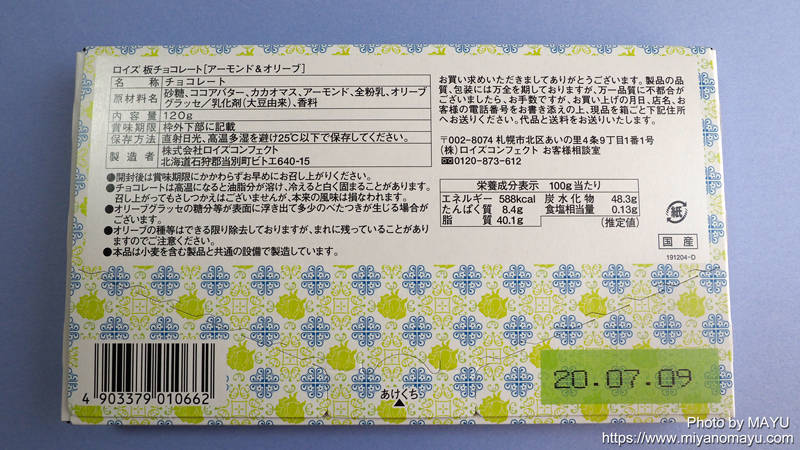 ロイズ 板チョコレート[アーモンド&オリーブ]
名称 チョコレート
原材料名 砂糖、ココアバター、カカオマス、アーモンド、全粉乳、オリーブ
グラッセ/乳化剤(大豆由来)、香料
内容量 120g
賞味期限 枠外下部に記載
保存方法 直射日光、高温多湿を避け25℃以下で保存してください。
製造者 株式会社ロイズコンフェクト
北海道石狩郡当別町ビトエ640-15
●開封後は賞味期限にかかわらずお早めにお召し上がりください。
●チョコレートは高温になると油脂分が溶け、冷えると白く固まることがあります。
召し上がってもさしつかえはございませんが、本来の風味は損なわれます。
●オリーブグラッセの糖分等が表面に浮き出て多少のべたつきが生じる場合が
ございます。
●オリーブの種等はできる限り除去しておりますが、まれに残っていることがあり
ますのでご注意ください。
●本品は小麦を含む製品と共通の設備で製造しています。
お買い求めいただきましてありがとうございます。製品の品
質、包装には万全を期しておりますが、万一品質に不都合が
ございましたら、お手数ですが、お買い上げの月日、店名、お
客様の電話番号をお書き添えの上、現品を箱ごと下記住所
へお送りください。代品と送料をお送りいたします。
〒002-8074 札幌市北区あいの里4条9丁目1番1号
(株)ロイズコンフェクト お客様相談室
0120-873-612
栄養成分表示 100g当たり
エネルギー 588kcal 炭水化物 48.3g
たんぱく質 8.4g 食塩相当量 0.13g
脂質 40.1g (推定値)
紙
国産
191204-D
4 903379 010662
あけくち
20.07.09
Photo by MAYU
https://www.miyanomayu.com/